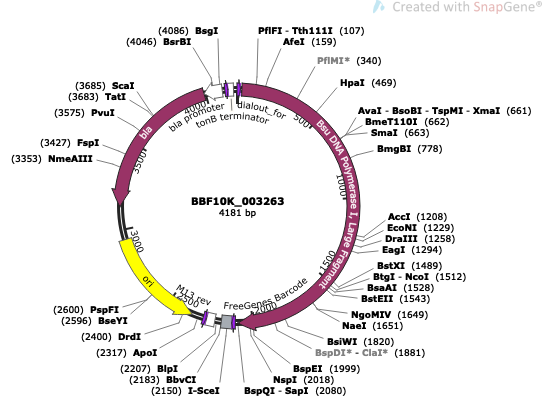 Created with SnapGene®
(4086) BsgI
(4046) BsrBI
PflFI - Tth111I (107)
AfeI (159)
PflMI* (340)
HpaI (469)
AvaI - BsoBI - TspMI - XmaI (661)
BmeT110I (662)
SmaI (663)
BmgBI (778)
(3685) ScaI
(3683) TatI
(3575) PvuI
(3427) FspI
(3353) NmeAIII
4000
bla promoter
tonB terminator
dialout_for
500
bla
3500
Bsu DNA Polymerase I, Large Fragment
1000
BBF10K_003263
4181 bp
AccI (1208)
EcoNI (1229)
DraIII (1258)
EagI (1294)
3000
1500
BstXI (1489)
BtgI - NcoI (1512)
BsaAI (1528)
BstEII (1543)
ori
M13 rev
2500
FreeGenes Barcode
2000
NgoMIV (1649)
NaeI (1651)
BsiWI (1820)
BspDI* - ClaI* (1881)
(2600) PspFI
(2596) BseYI
(2400) DrdI
(2317) ApoI
(2207) BlpI
(2183) BbvCI
(2150) I-SceI
BspEI (1999)
NspI (2018)
BspQI - SapI (2080)